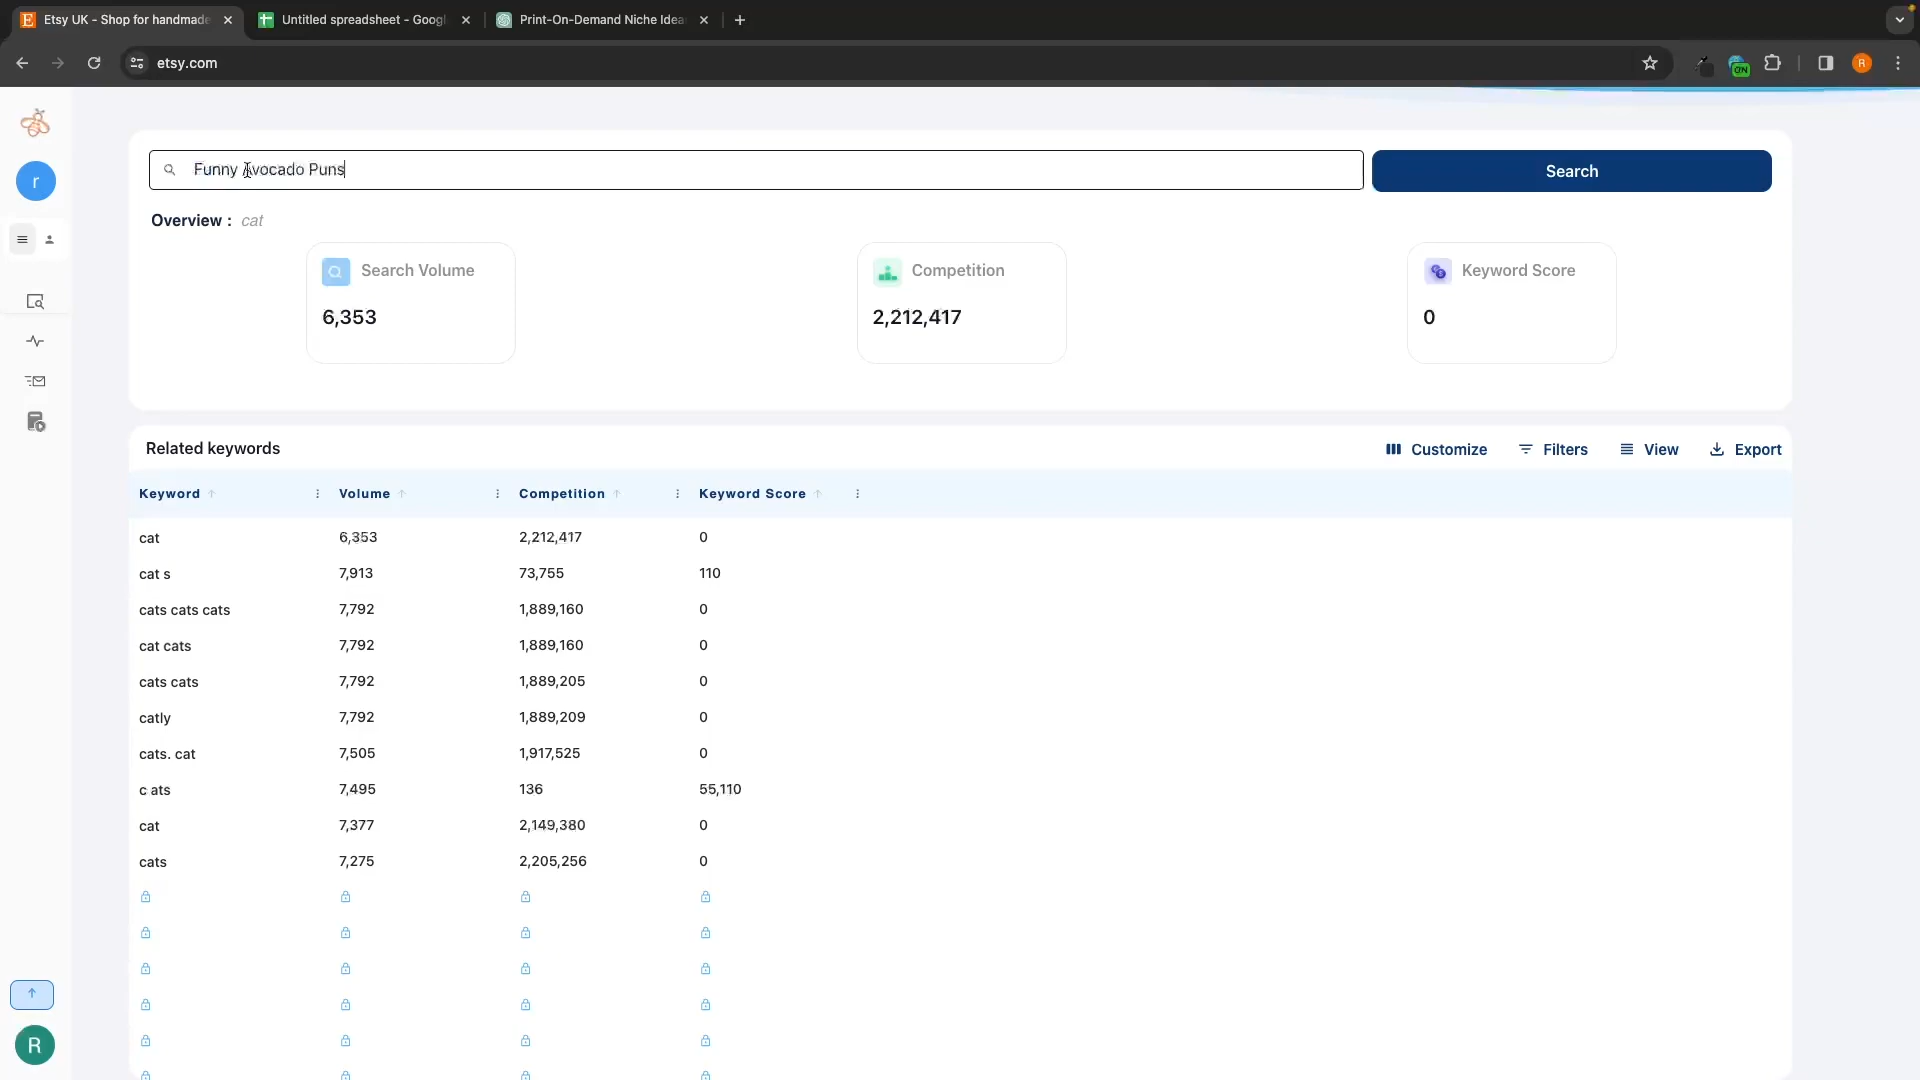 Etsy UK - Shop for handmade
Untitled spreadsheet - Googl
Print-On-Demand Niche Idea
etsy.com
ON
R
r
Funny Avocado Puns
Search
Overview : cat
Search Volume
6,353
Competition
2,212,417
Keyword Score
0
Related keywords
Customize
Filters
View
Export
Keyword Volume Competition Keyword Score
cat 6,353 2,212,417 0
cat s 7,913 73,755 110
cats cats cats 7,792 1,889,160 0
cat cats 7,792 1,889,160 0
cats cats 7,792 1,889,205 0
catly 7,792 1,889,209 0
cats. cat 7,505 1,917,525 0
c ats 7,495 136 55,110
cat 7,377 2,149,380 0
cats 7,275 2,205,256 0
R